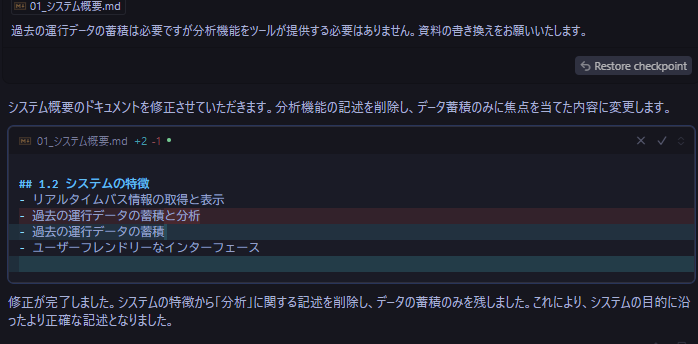 01_システム概要.md
過去の運行データの蓄積は必要ですが分析機能をツールが提供する必要はありません。資料の書き換えをお願いいたします。
Restore checkpoint
システム概要のドキュメントを修正させていただきます。分析機能の記述を削除し、データ蓄積のみに焦点を当てた内容に変更します。
01_システム概要.md +2 -1
## 1.2 システムの特徴
- リアルタイムバス情報の取得と表示
- 過去の運行データの蓄積と分析
- 過去の運行データの蓄積
- ユーザーフレンドリーなインターフェース
修正が完了しました。システムの特徴から「分析」に関する記述を削除し、データの蓄積のみを残しました。これにより、システムの目的に沿
ったより正確な記述となりました。